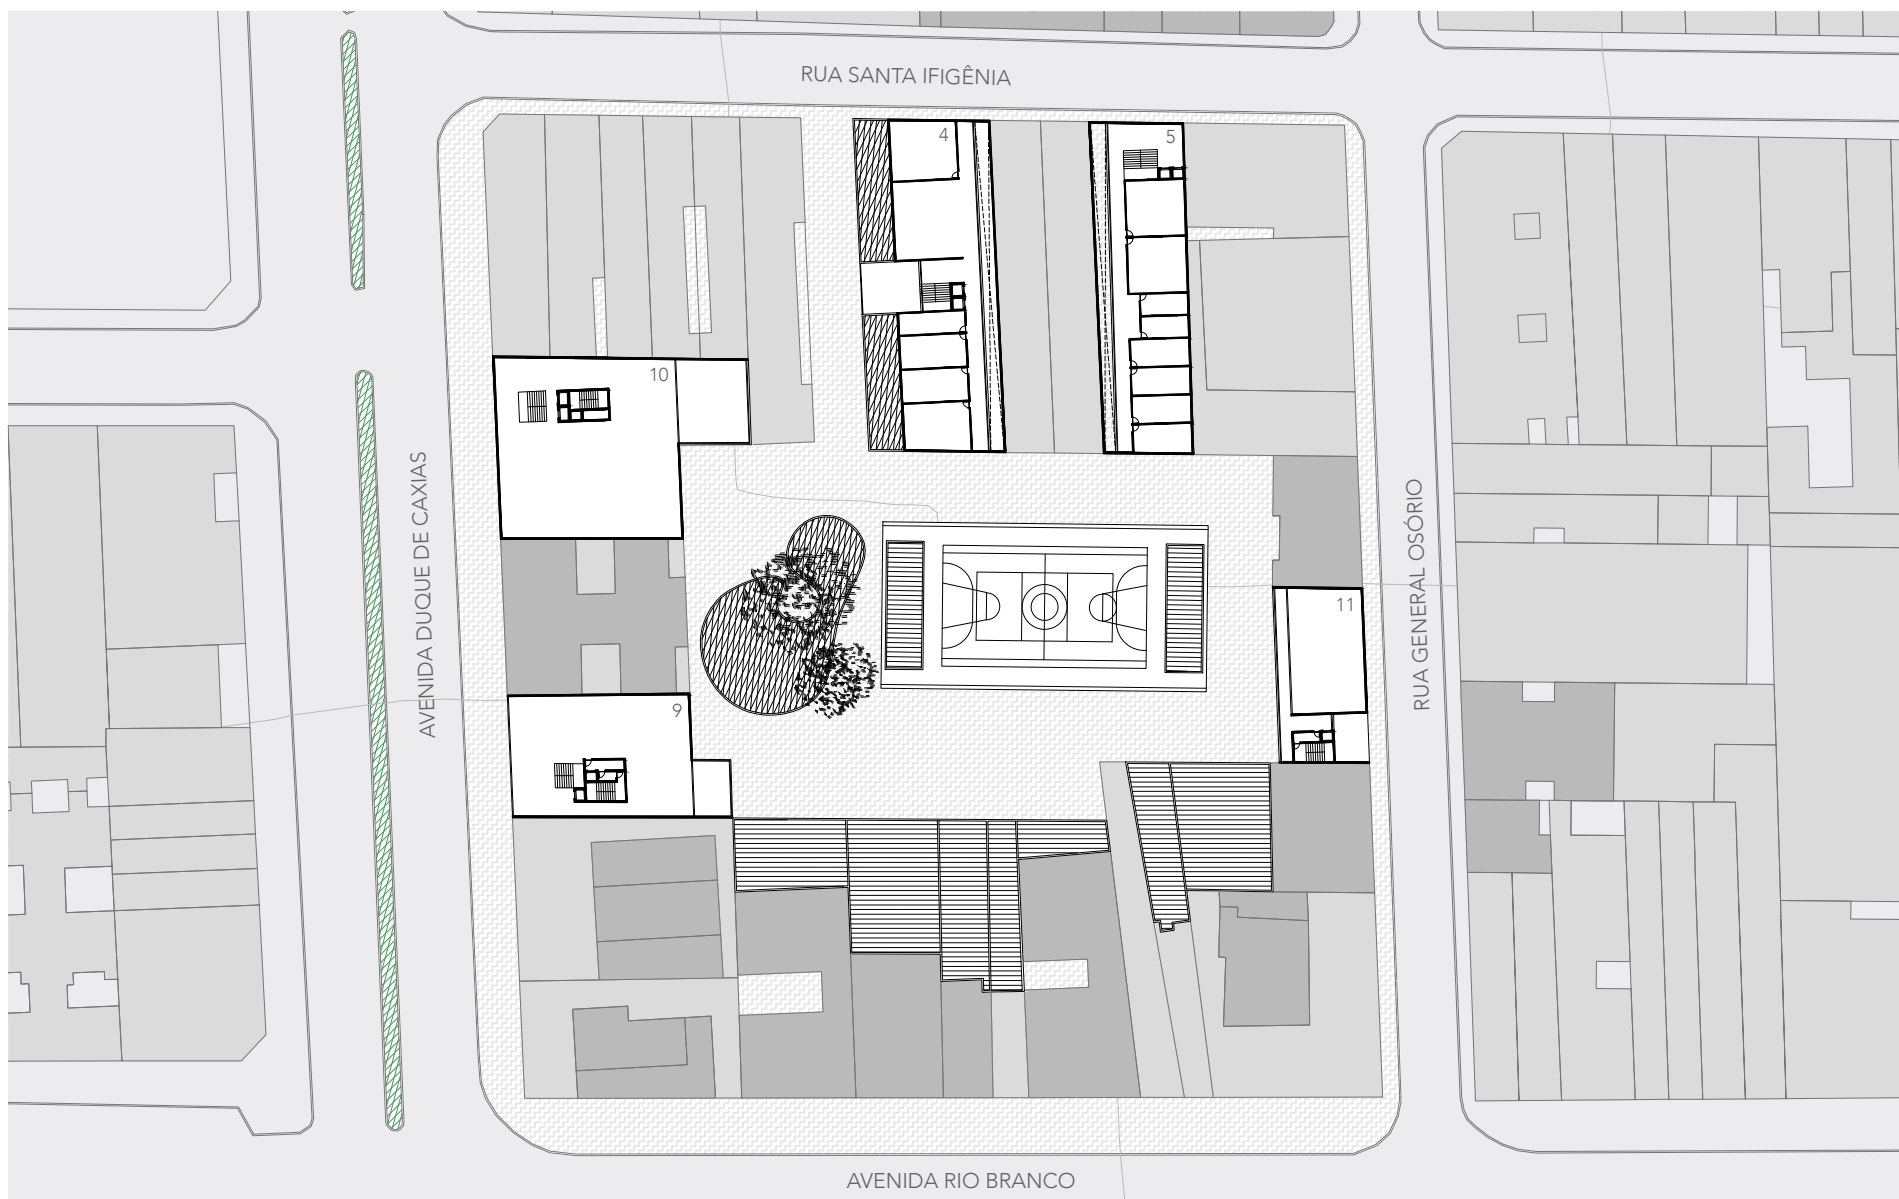 RUA SANTA IFIGÊNIA
4
5
10
AVENIDA DUQUE DE CAXIAS
RUA GENERAL OSÓRIO
11
9
AVENIDA RIO BRANCO